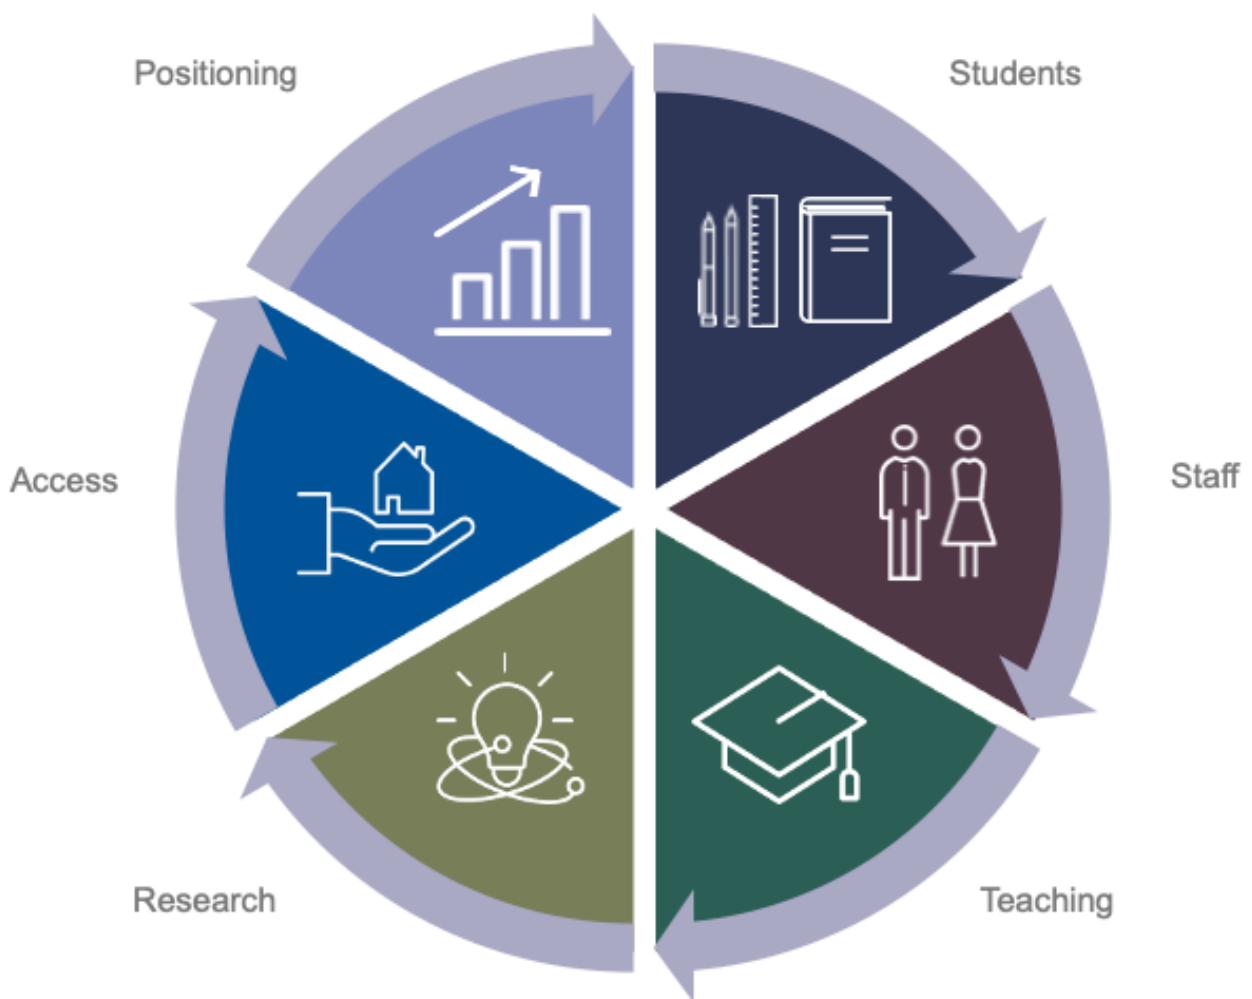 Positioning
Students
Access
Staff
Research
Teaching